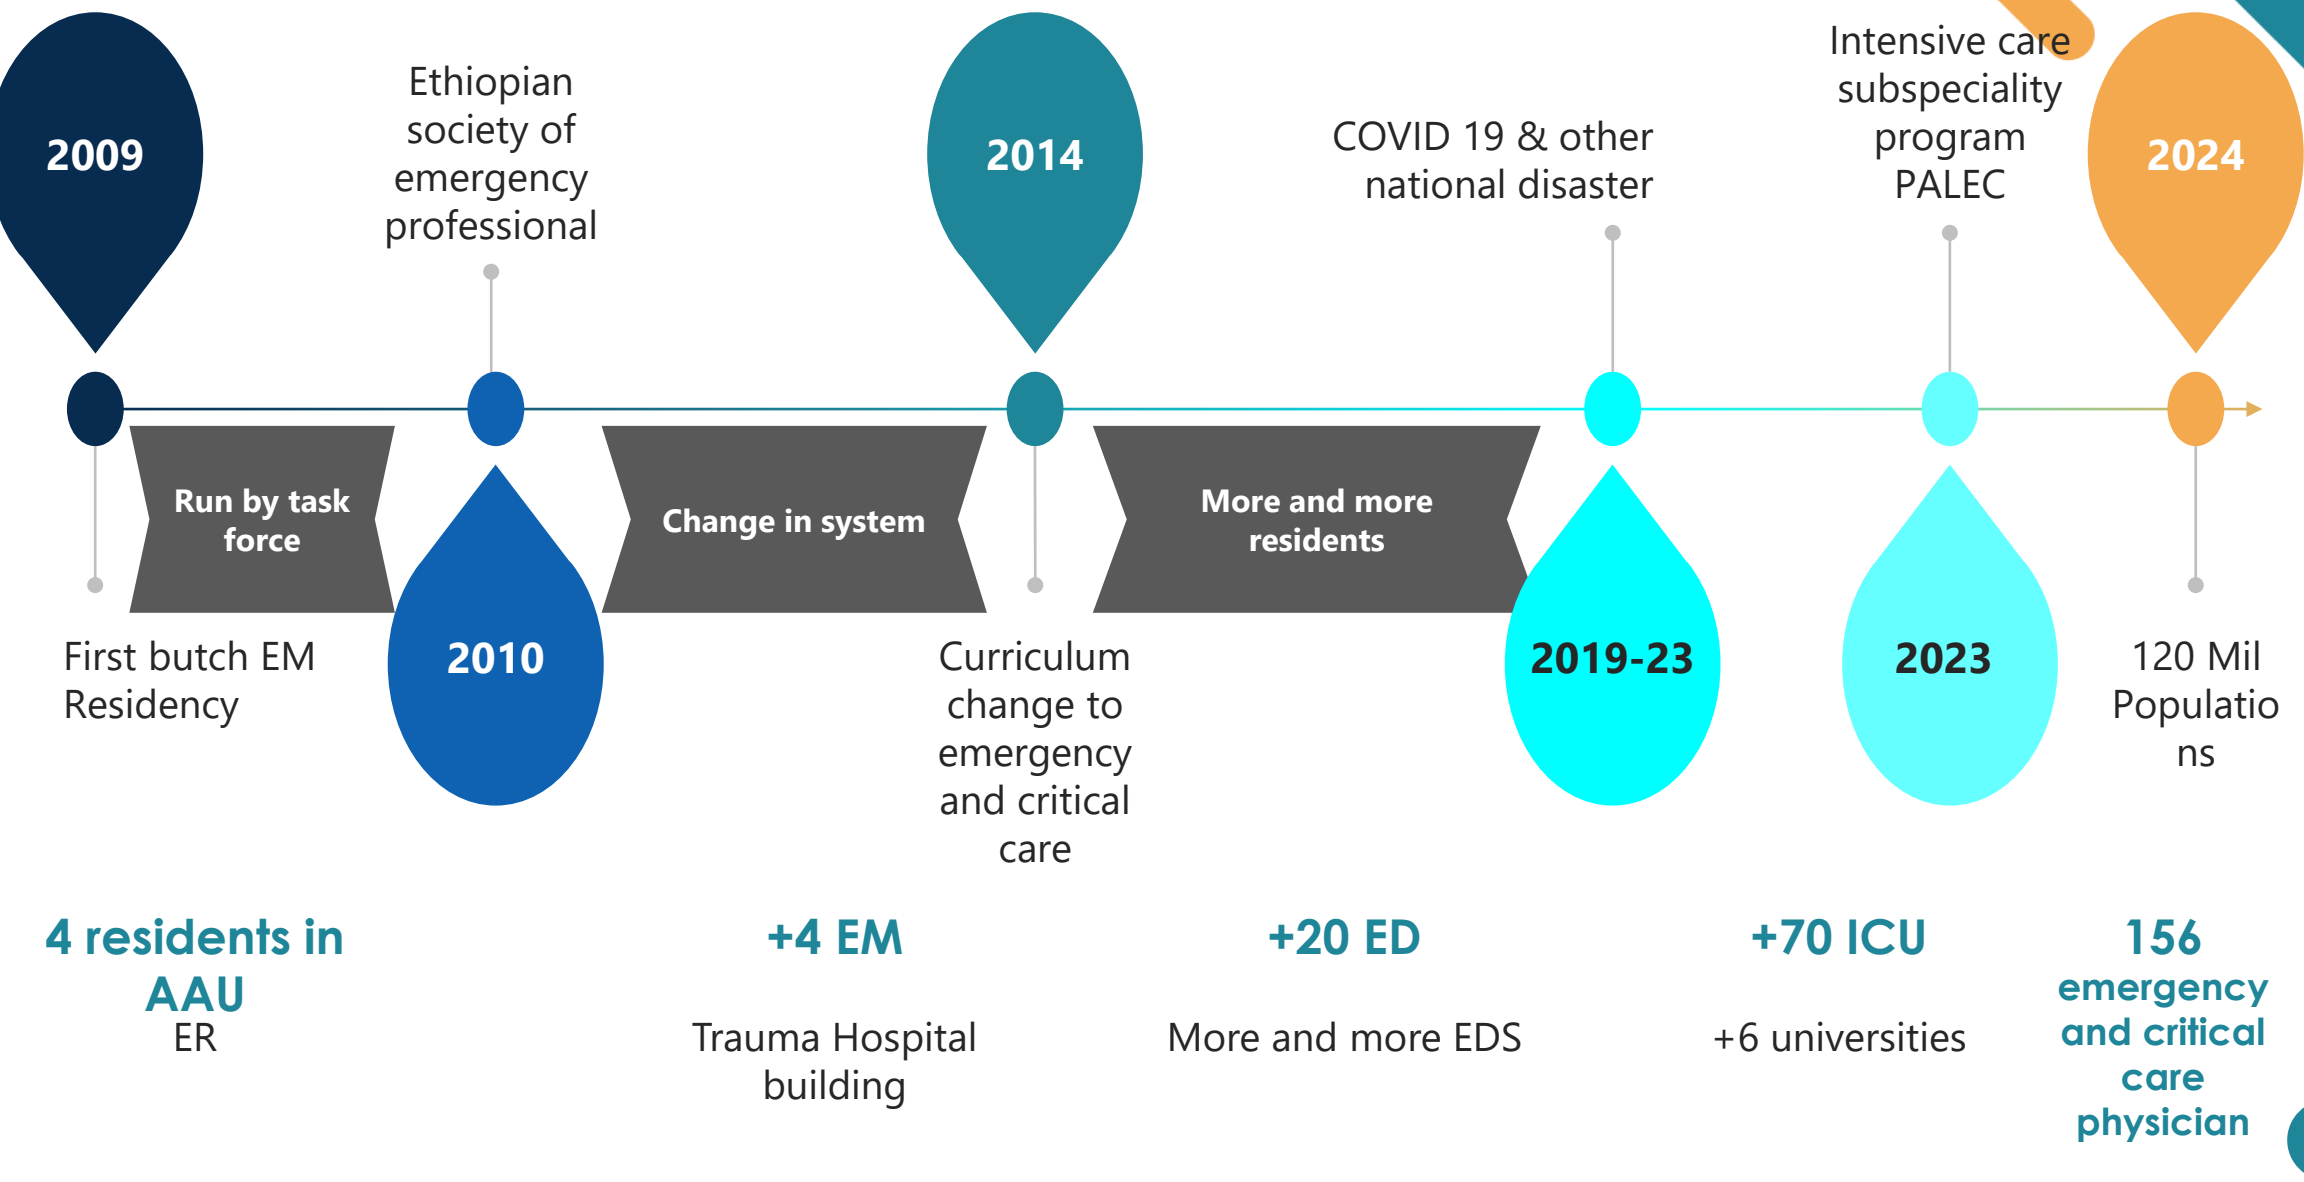 2009
Ethiopian
society of
emergency
professional
2014
COVID 19 & other
national disaster
Intensive care
subspeciality
program
PALEC
2024
Run by task
force
Change in system
More and more
residents
First butch EM
Residency
2010
Curriculum
change to
emergency
and critical
care
2019-23
2023
120 Mil
Populatio
ns
4 residents in
AAU
ER
+4 EM
Trauma Hospital
building
+20 ED
More and more EDS
+70 ICU
+6 universities
156
emergency
and critical
care
physician